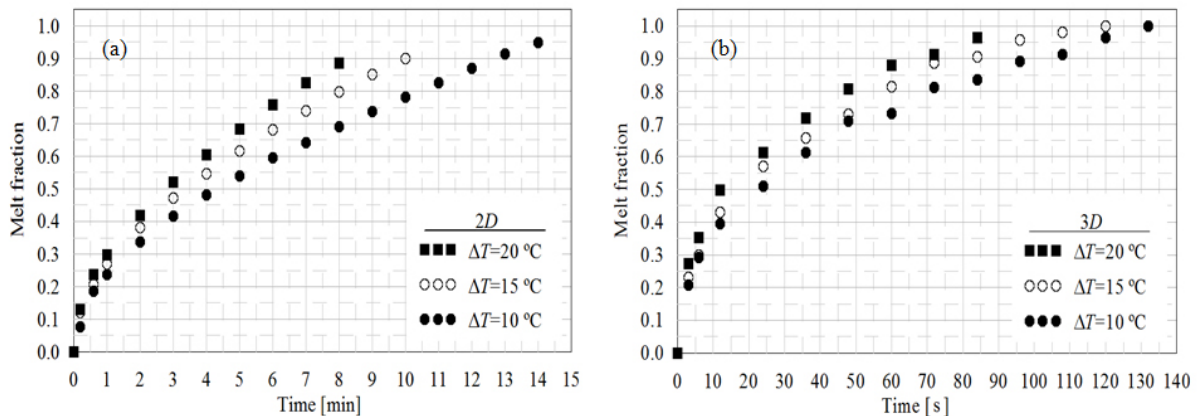 (a)
Melt fraction
1.0
0.9
0.8
0.7
0.6
0.5
0.4
0.3
0.2
0.1
0.0
2D
ΔT=20 ºC
ΔT=15 ºC
ΔT=10 ºC
0 1 2 3 4 5 6 7 8 9 10 11 12 13 14 15
Time [min]
(b)
Melt fraction
1.0
0.9
0.8
0.7
0.6
0.5
0.4
0.3
0.2
0.1
0.0
3D
ΔT=20 ºC
ΔT=15 ºC
ΔT=10 ºC
0 10 20 30 40 50 60 70 80 90 100 110 120 130 140
Time [ s ]